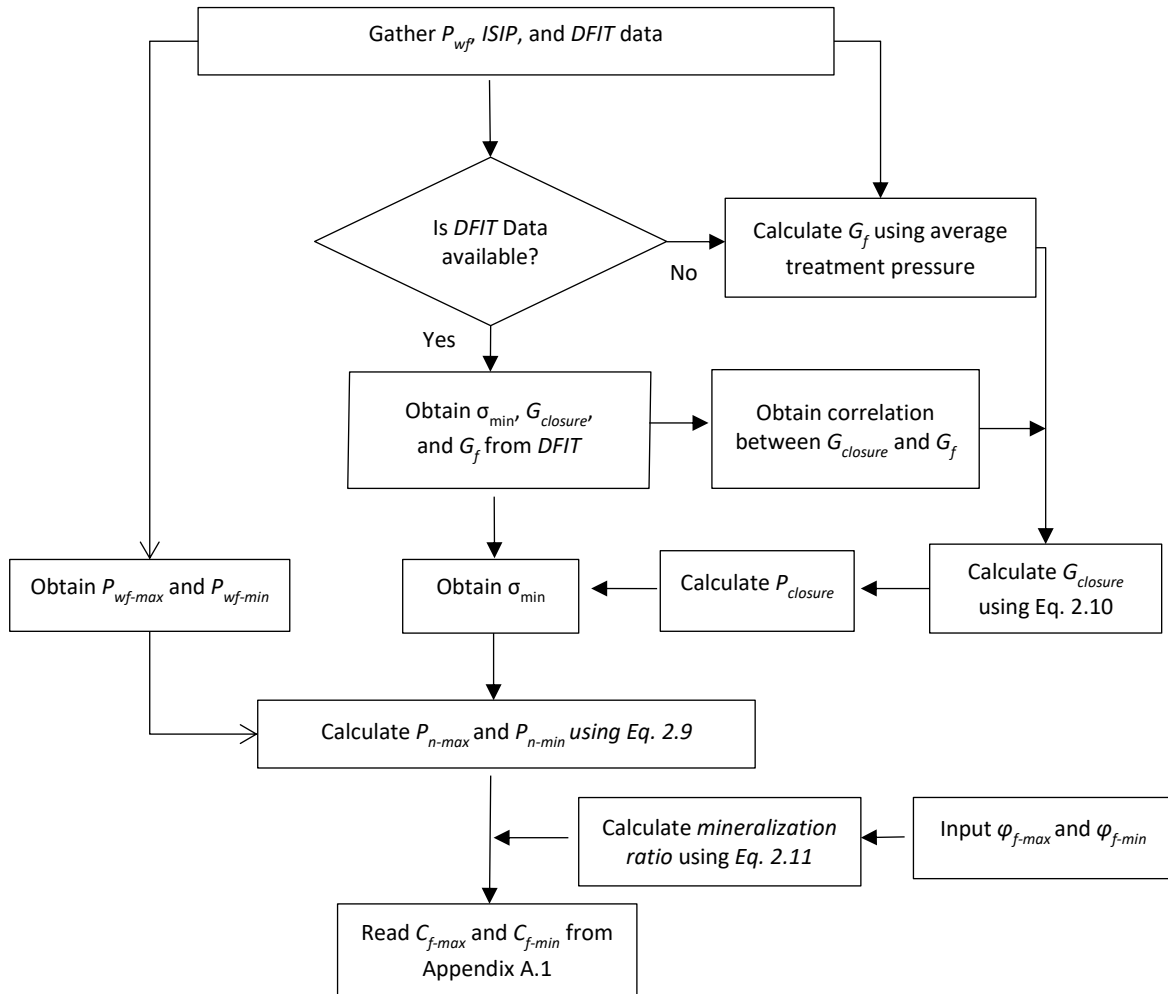 Gather P_wf, ISIP, and DFIT data
Is DFIT Data
available?
No
Yes
Calculate G_f using average
treatment pressure
Obtain σ_min, G_closure,
and G_f from DFIT
Obtain correlation
between G_closure and G_f
Obtain P_wf-max and P_wf-min
Obtain σ_min
Calculate P_closure
Calculate G_closure
using Eq. 2.10
Calculate P_n-max and P_n-min using Eq. 2.9
Calculate mineralization
ratio using Eq. 2.11
Input φ_f-max and φ_f-min
Read C_f-max and C_f-min from
Appendix A.1